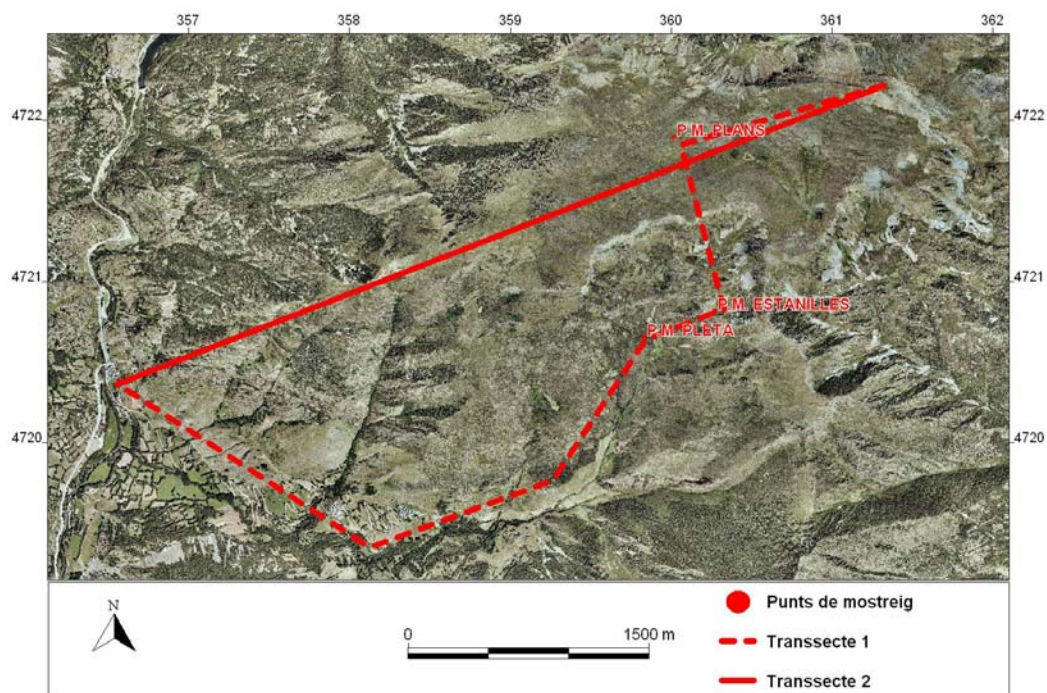 357 358 359 360 361 362
4722 4722
P.M. PLANS
4721 4721
P.M. ESTANILLES
P.M. PLETA
4720 4720
N
0 1500 m
Punts de mostreig
Transsecte 1
Transsecte 2